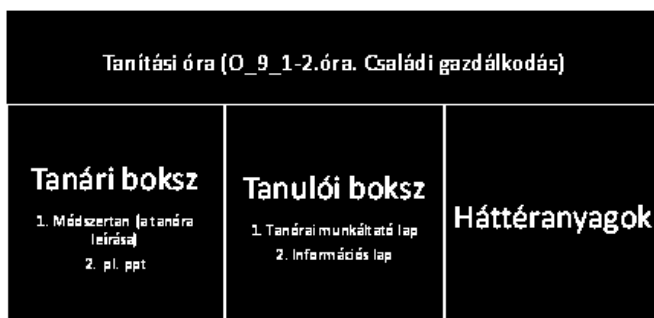 Tanítási óra (O_9_1-2.óra. Családi gazdálkodás)
Tanári boksz
1. Módszertan (a tanóra
leírása)
2. pl. ppt
Tanulói boksz
1. Tanórai munkáltató lap
2. Információs lap
Háttéranyagok